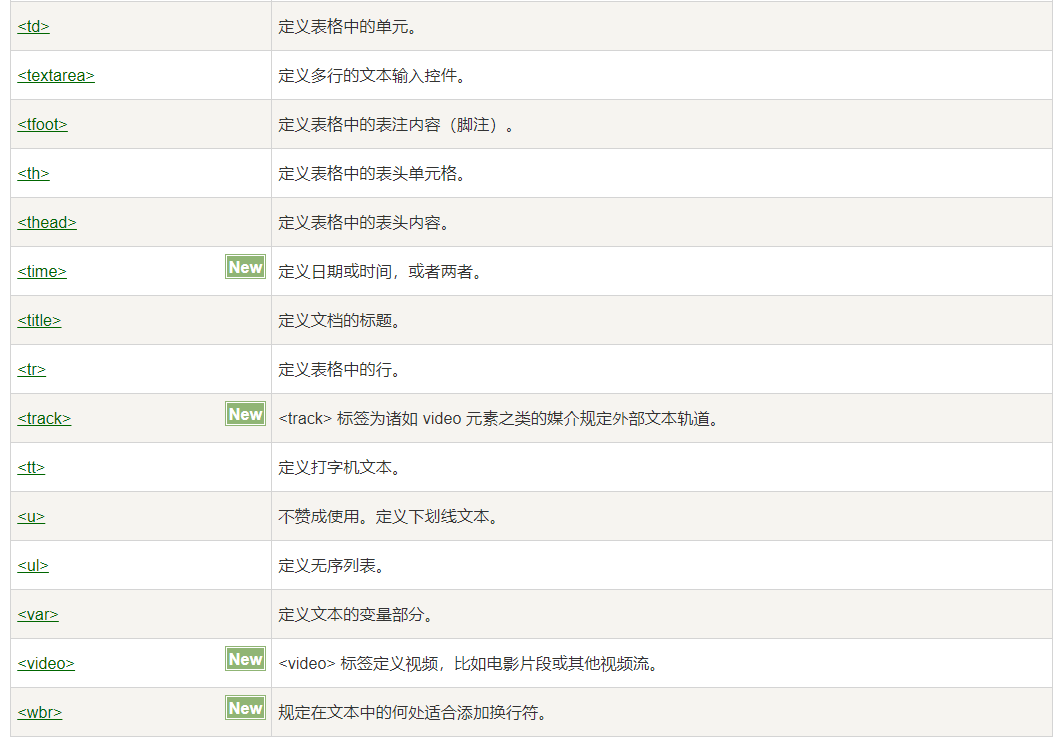 <td> 定义表格中的单元。
<textarea> 定义多行的文本输入控件。
<tfoot> 定义表格中的表注内容（脚注）。
<th> 定义表格中的表头单元格。
<thead> 定义表格中的表头内容。
<time> New 定义日期或时间，或者两者。
<title> 定义文档的标题。
<tr> 定义表格中的行。
<track> New <track> 标签为诸如 video 元素之类的媒介规定外部文本轨道。
<tt> 定义打字机文本。
<u> 不赞成使用。定义下划线文本。
<ul> 定义无序列表。
<var> 定义文本的变量部分。
<video> New <video> 标签定义视频，比如电影片段或其他视频流。
<wbr> New 规定在文本中的何处适合添加换行符。